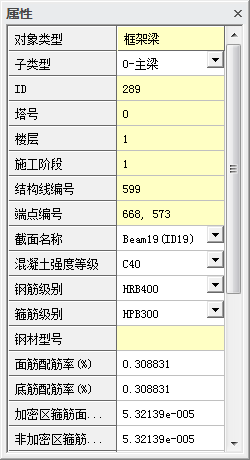 属性
对象类型 框架梁
子类型 0-主梁
ID 289
塔号 0
楼层 1
施工阶段 1
结构线编号 599
端点编号 668, 573
截面名称 Beam19(ID19)
混凝土强度等级 C40
钢筋级别 HRB400
箍筋级别 HPB300
钢材型号
面筋配筋率(%) 0.308831
底筋配筋率(%) 0.308831
加密区箍筋面... 5.32139e-005
非加密区箍筋... 5.32139e-005